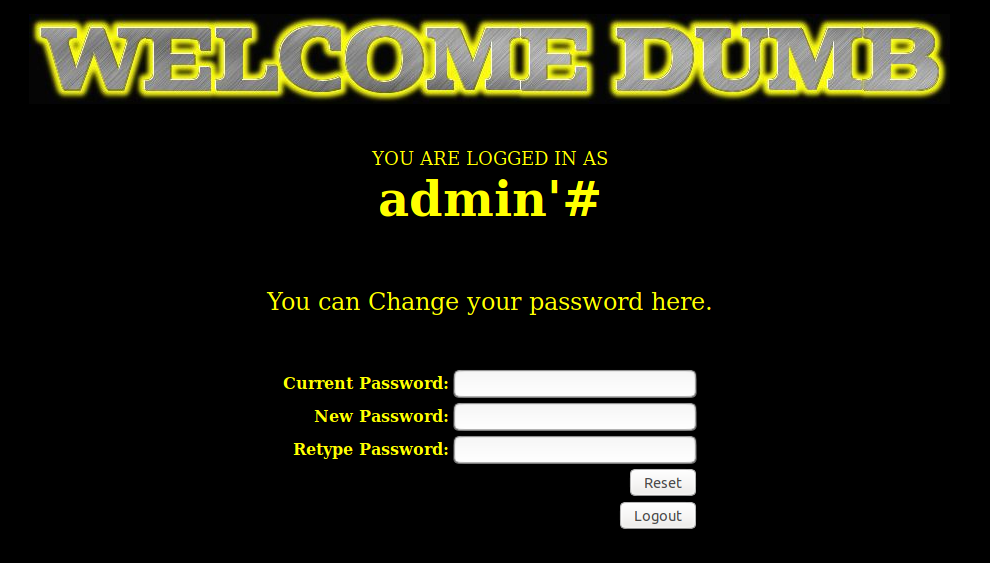 WELCOME DUMB
YOU ARE LOGGED IN AS
admin'#
You can Change your password here.
Current Password:
New Password:
Retype Password:
Reset
Logout